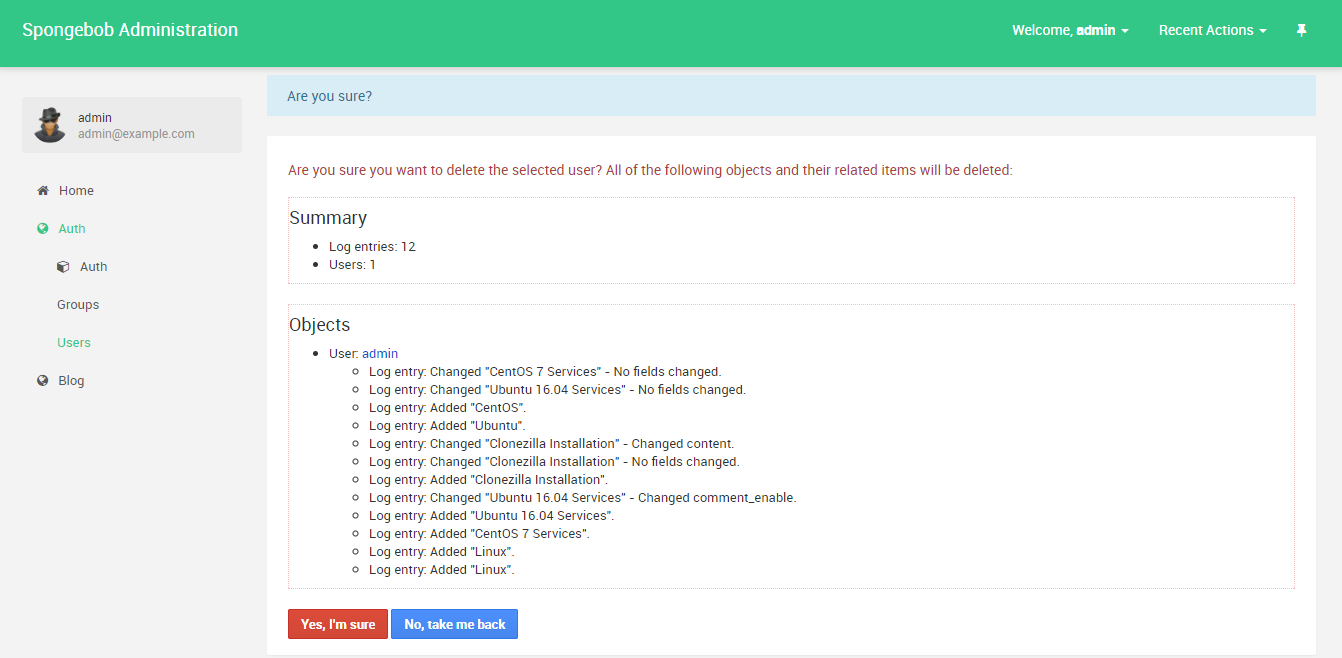 Spongebob Administration
Welcome, admin
Recent Actions
admin
admin@example.com
Home
Auth
Auth
Groups
Users
Blog
Are you sure?
Are you sure you want to delete the selected user? All of the following objects and their related items will be deleted:
Summary
Log entries: 12
Users: 1
Objects
User: admin
Log entry: Changed "CentOS 7 Services" - No fields changed.
Log entry: Changed "Ubuntu 16.04 Services" - No fields changed.
Log entry: Added "CentOS".
Log entry: Added "Ubuntu".
Log entry: Changed "Clonezilla Installation" - Changed content.
Log entry: Changed "Clonezilla Installation" - No fields changed.
Log entry: Added "Clonezilla Installation".
Log entry: Changed "Ubuntu 16.04 Services" - Changed comment_enable.
Log entry: Added "Ubuntu 16.04 Services".
Log entry: Added "CentOS 7 Services".
Log entry: Added "Linux".
Log entry: Added "Linux".
Yes, I'm sure
No, take me back